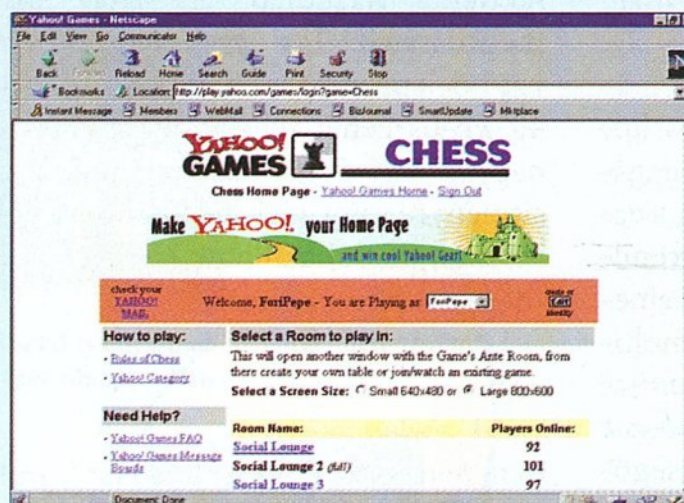 Yahoo! Games - Netscape
File Edit View Go Communicator Help
Back Forward Reload Home Search Guide Print Security Stop
Bookmarks Location: http://play.yahoo.com/games/login?game=Chess
Instant Message Members WebMail Connections BizJournal SmartUpdate Mktplace
YAHOO! GAMES CHESS
Chess Home Page - Yahoo! Games Home - Sign Out
Make YAHOO! your Home Page
and win cool Yahoo! Gear!
check your
YAHOO!
MAIL
Welcome, ForiPepe - You are Playing as ForiPepe
create or
Edit
identity
How to play:
- Rules of Chess
- Yahoo! Category
Need Help?
- Yahoo! Games FAQ
- Yahoo! Games Message
Boards
Select a Room to play in:
This will open another window with the Game's Ante Room, from
there create your own table or join/watch an existing game.
Select a Screen Size: Small 640x480 or Large 800x600
Room Name: Players Online:
Social Lounge 92
Social Lounge 2 (full) 101
Social Lounge 3 97
Document: Done